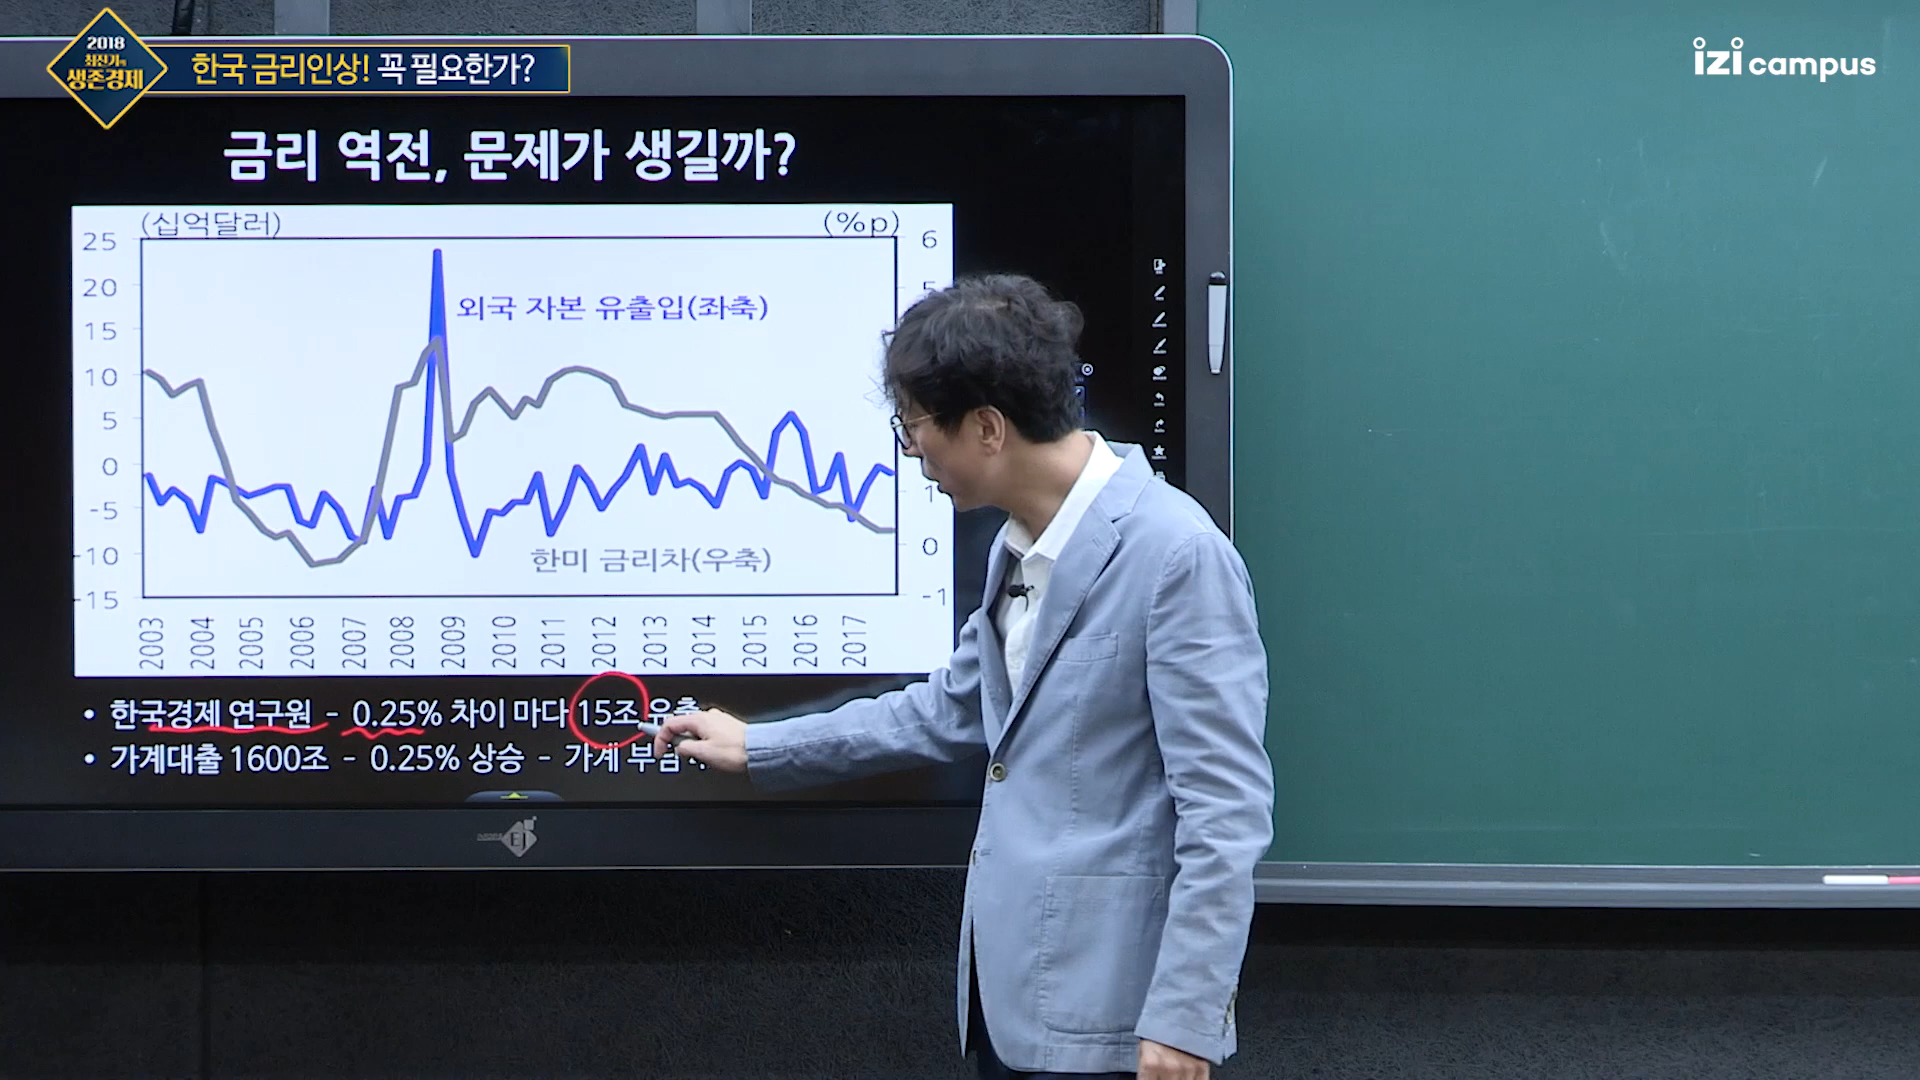 2018
최진기의
생존경제
한국 금리인상! 꼭 필요한가?
izi campus
금리 역전, 문제가 생길까?
(십억달러)
(%p)
25
20
15
10
5
0
-5
-10
-15
6
5
1
0
-1
외국 자본 유출입(좌축)
한미 금리차(우축)
2003 2004 2005 2006 2007 2008 2009 2010 2011 2012 2013 2014 2015 2016 2017
• 한국경제 연구원 - 0.25% 차이 마다 15조 유출
• 가계대출 1600조 - 0.25% 상승 - 가계 부담